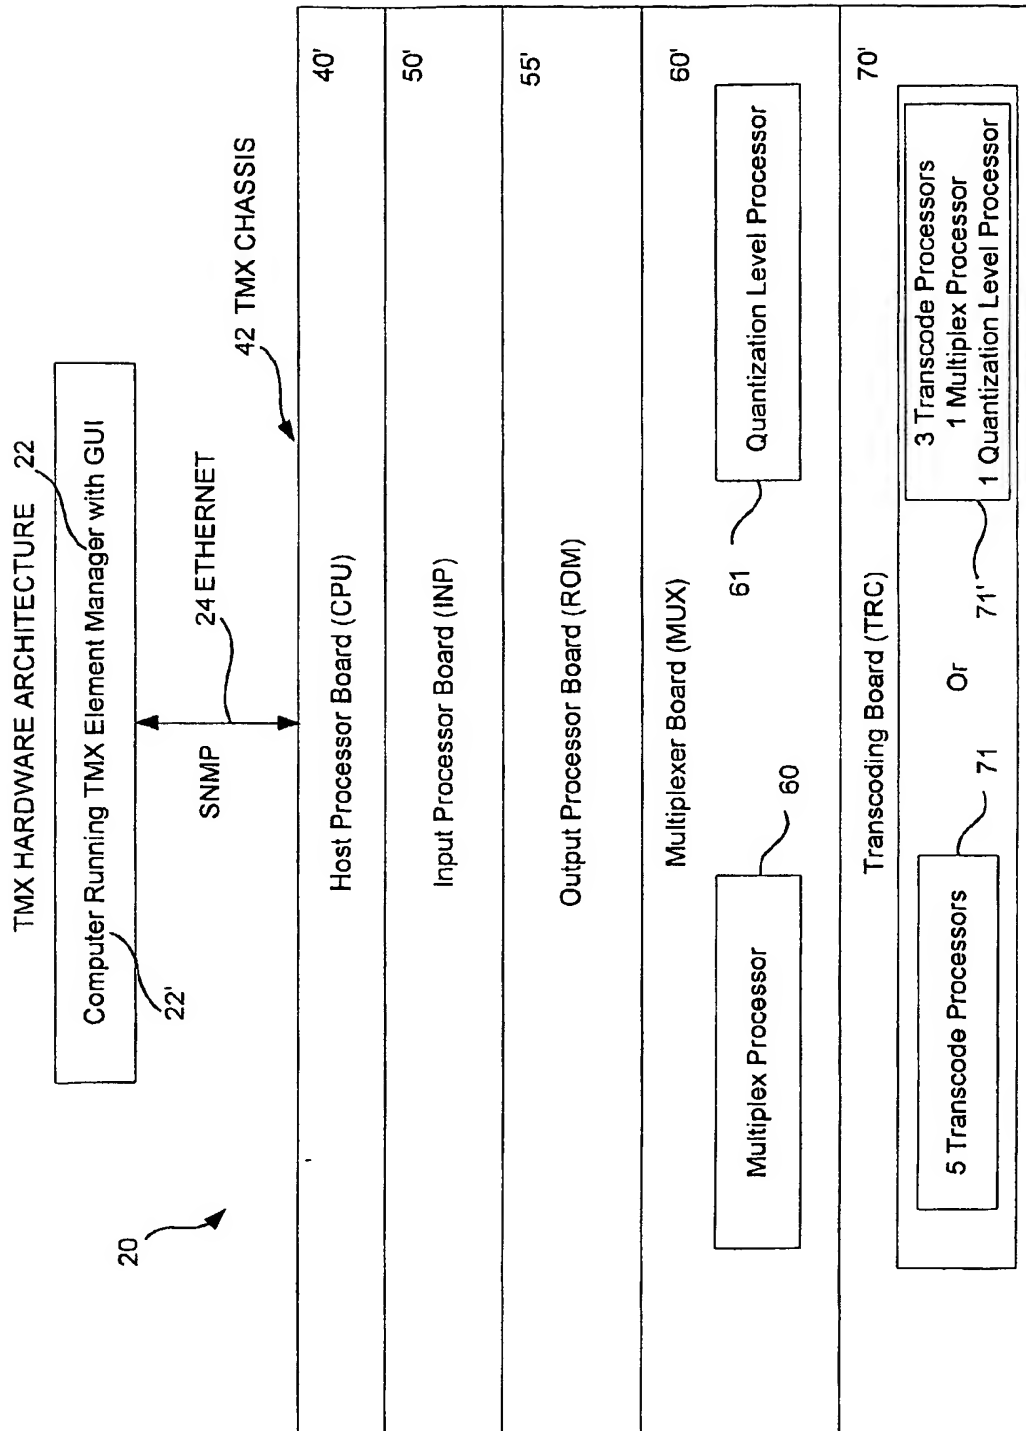 TMX HARDWARE ARCHITECTURE 22
Computer Running TMX Element Manager with GUI
22'
20
SNMP
24 ETHERNET
42 TMX CHASSIS
Host Processor Board (CPU)
40'
Input Processor Board (INP)
50'
Output Processor Board (ROM)
55'
Multiplexer Board (MUX)
60'
Multiplex Processor
60
61
Quantization Level Processor
Transcoding Board (TRC)
70'
5 Transcode Processors
71
Or
71'
3 Transcode Processors
1 Multiplex Processor
1 Quantization Level Processor